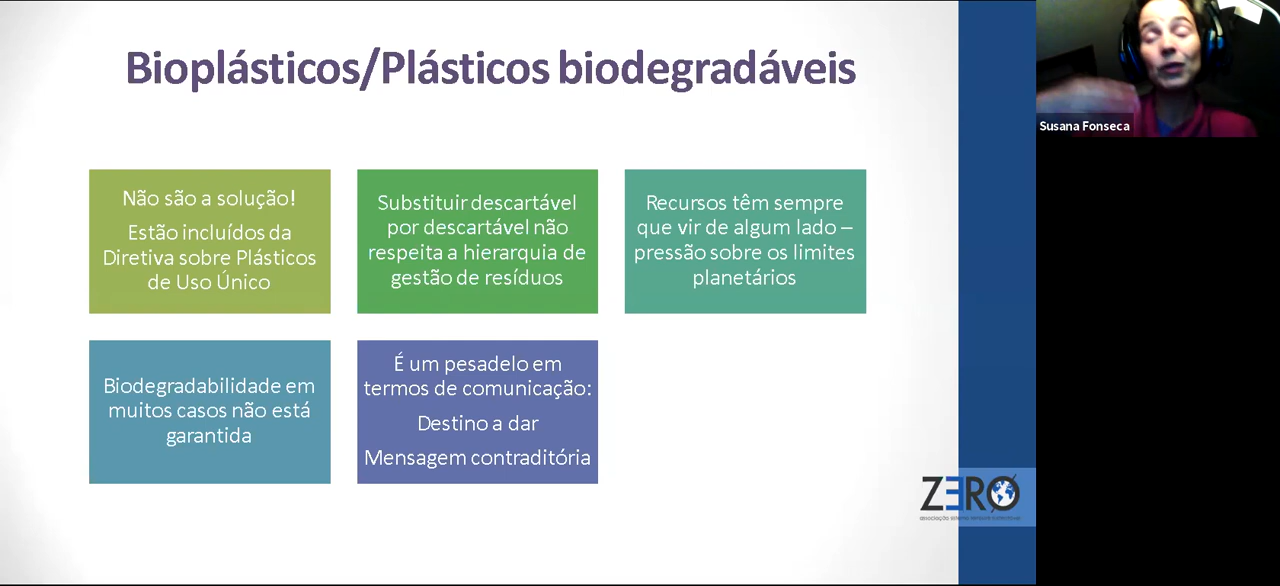 Bioplásticos/Plásticos biodegradáveis
Susana Fonseca
Não são a solução!
Estão incluídos da
Diretiva sobre Plásticos
de Uso Único
Substituir descartável
por descartável não
respeita a hierarquia de
gestão de resíduos
Recursos têm sempre
que vir de algum lado –
pressão sobre os limites
planetários
Biodegradabilidade em
muitos casos não está
garantida
É um pesadelo em
termos de comunicação:
Destino a dar
Mensagem contraditória
ZERO